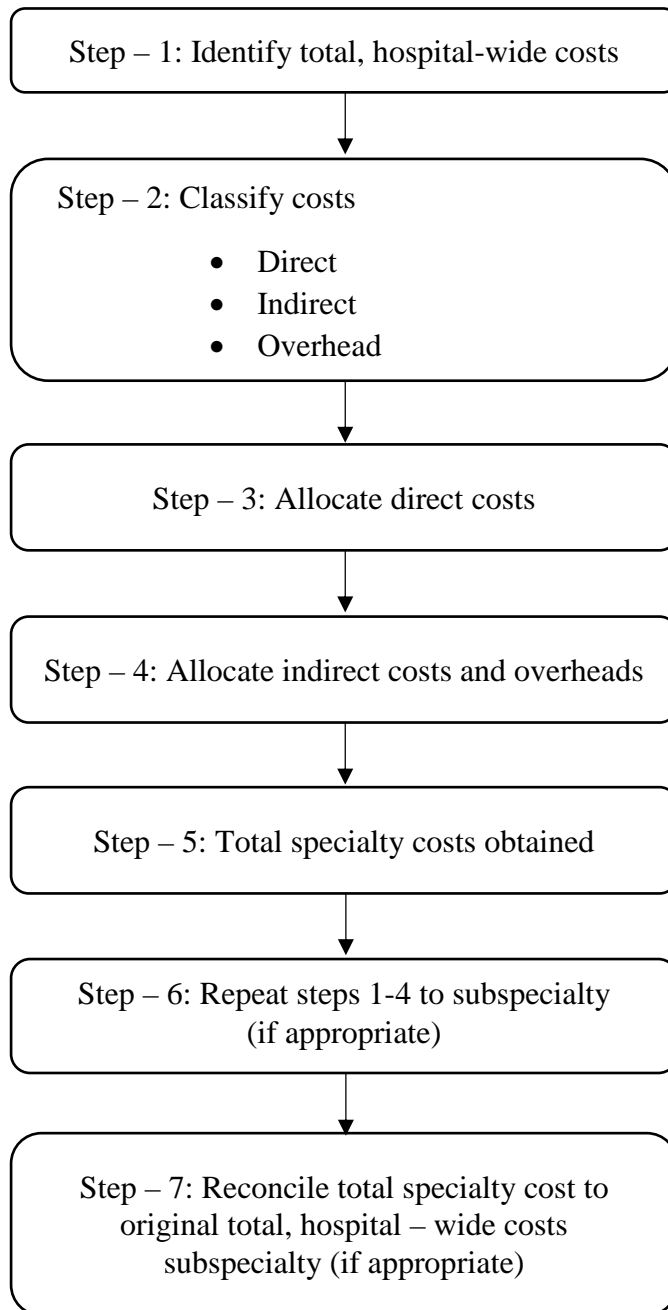 Step – 1: Identify total, hospital-wide costs
Step – 2: Classify costs
• Direct
• Indirect
• Overhead
Step – 3: Allocate direct costs
Step – 4: Allocate indirect costs and overheads
Step – 5: Total specialty costs obtained
Step – 6: Repeat steps 1-4 to subspecialty
(if appropriate)
Step – 7: Reconcile total specialty cost to
original total, hospital – wide costs
subspecialty (if appropriate)